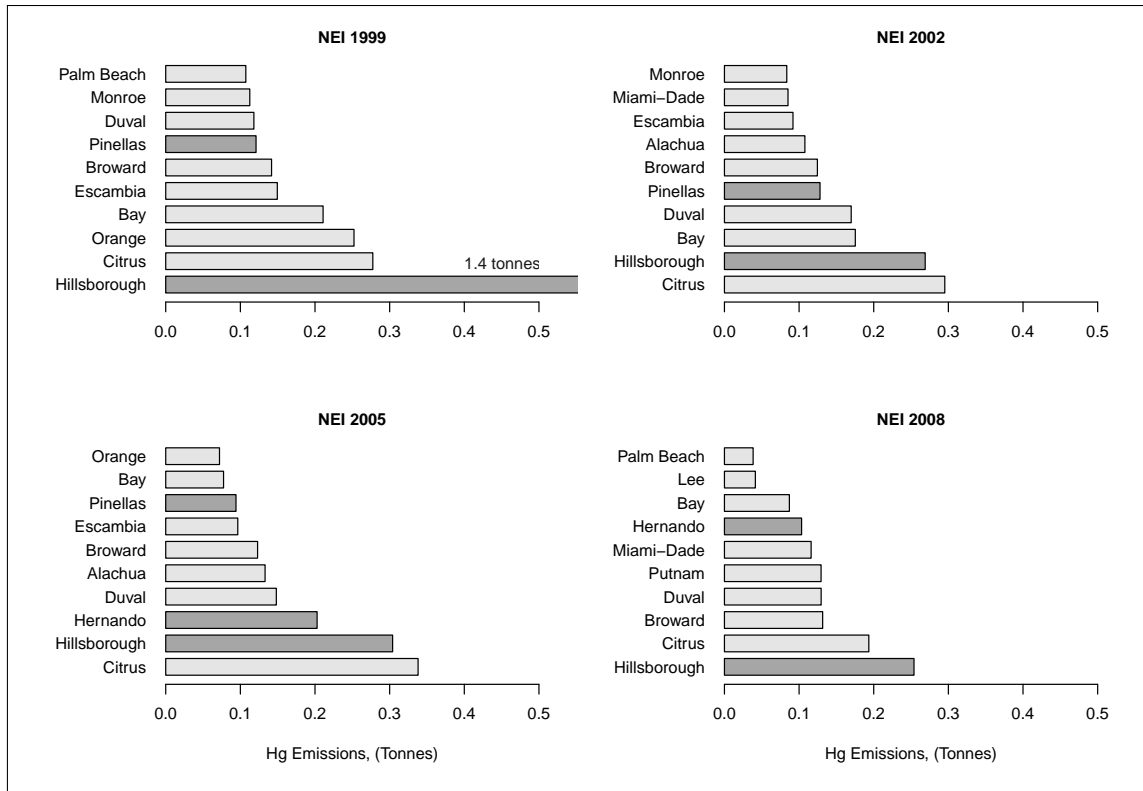 NEI 1999
Palm Beach
Monroe
Duval
Pinellas
Broward
Escambia
Bay
Orange
Citrus
1.4 tonnes
Hillsborough
0.0 0.1 0.2 0.3 0.4 0.5
NEI 2002
Monroe
Miami−Dade
Escambia
Alachua
Broward
Pinellas
Duval
Bay
Hillsborough
Citrus
0.0 0.1 0.2 0.3 0.4 0.5
NEI 2005
Orange
Bay
Pinellas
Escambia
Broward
Alachua
Duval
Hernando
Hillsborough
Citrus
0.0 0.1 0.2 0.3 0.4 0.5
Hg Emissions, (Tonnes)
NEI 2008
Palm Beach
Lee
Bay
Hernando
Miami−Dade
Putnam
Duval
Broward
Citrus
Hillsborough
0.0 0.1 0.2 0.3 0.4 0.5
Hg Emissions, (Tonnes)